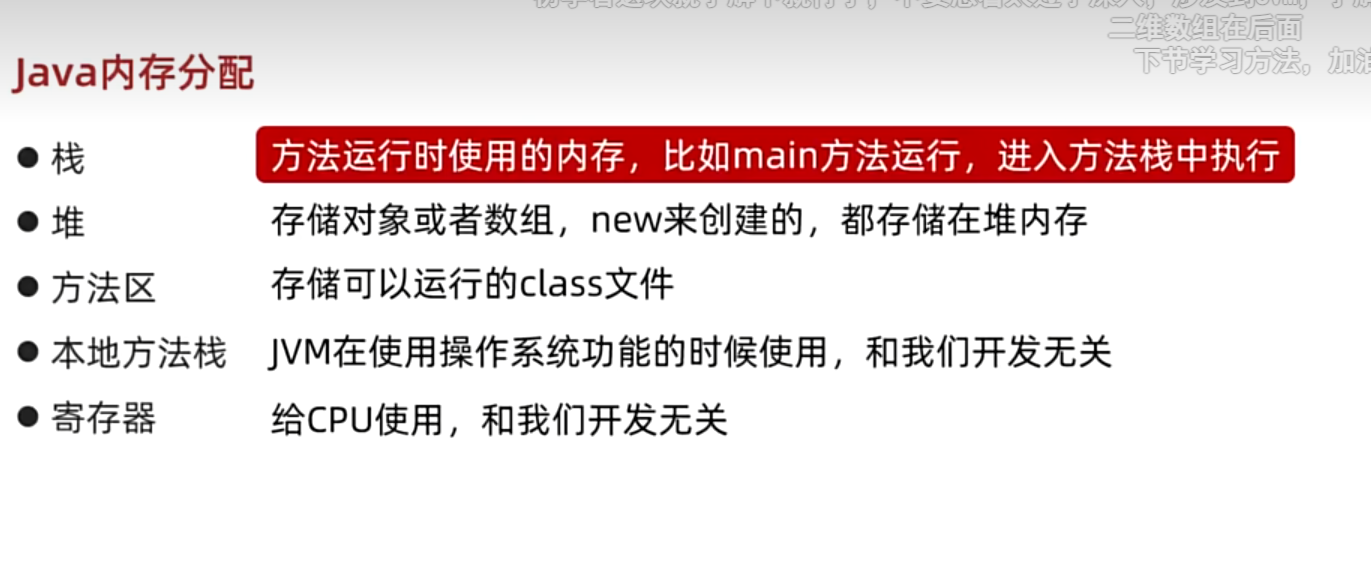 二维数组在后面
下节学习方法，加油
Java内存分配
● 栈 方法运行时使用的内存，比如main方法运行，进入方法栈中执行
● 堆 存储对象或者数组，new来创建的，都存储在堆内存
● 方法区 存储可以运行的class文件
● 本地方法栈 JVM在使用操作系统功能的时候使用，和我们开发无关
● 寄存器 给CPU使用，和我们开发无关